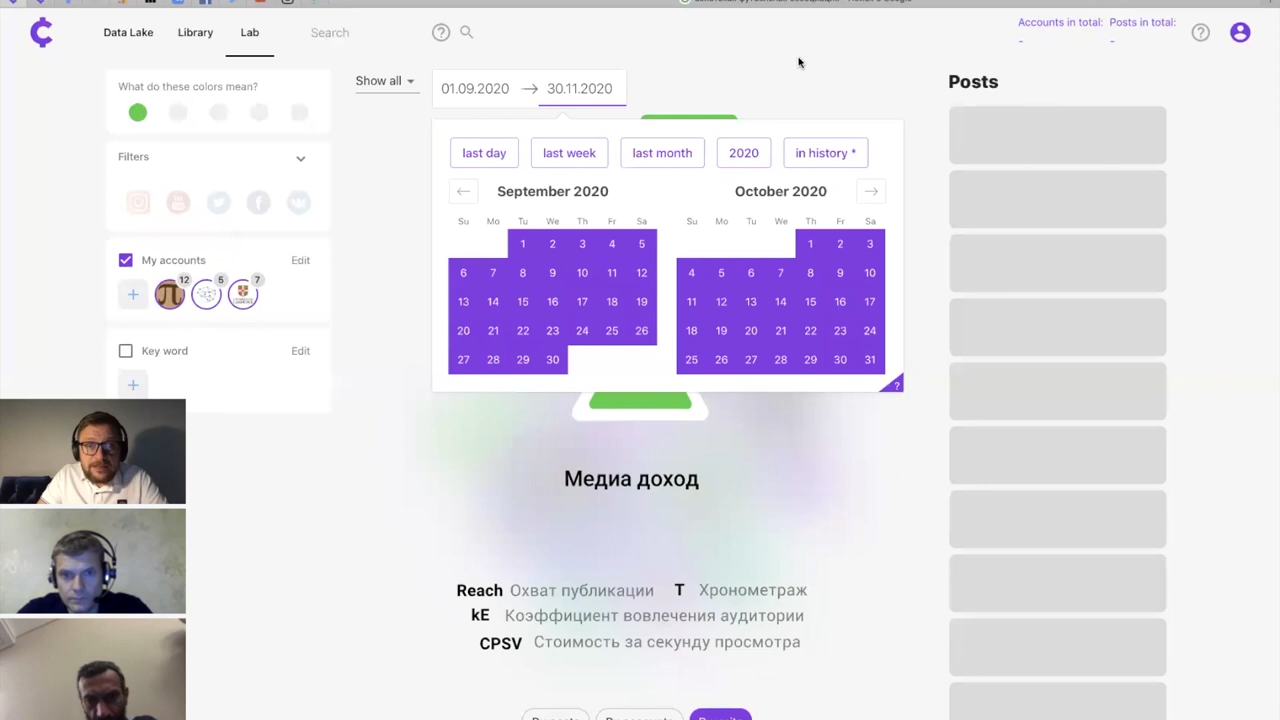 Data Lake Library Lab Search
Accounts in total: Posts in total:
- -
What do these colors mean?
Show all 01.09.2020 → 30.11.2020
Posts
Filters
last day last week last month 2020 in history *
September 2020 October 2020
Su Mo Tu We Th Fr Sa Su Mo Tu We Th Fr Sa
1 2 3 4 5 1 2 3
6 7 8 9 10 11 12 4 5 6 7 8 9 10
13 14 15 16 17 18 19 11 12 13 14 15 16 17
20 21 22 23 24 25 26 18 19 20 21 22 23 24
27 28 29 30 25 26 27 28 29 30 31
?
My accounts Edit
12 5 7
Key word Edit
Медиа доход
Reach Охват публикации T Хронометраж
kE Коэффициент вовлечения аудитории
CPSV Стоимость за секунду просмотра